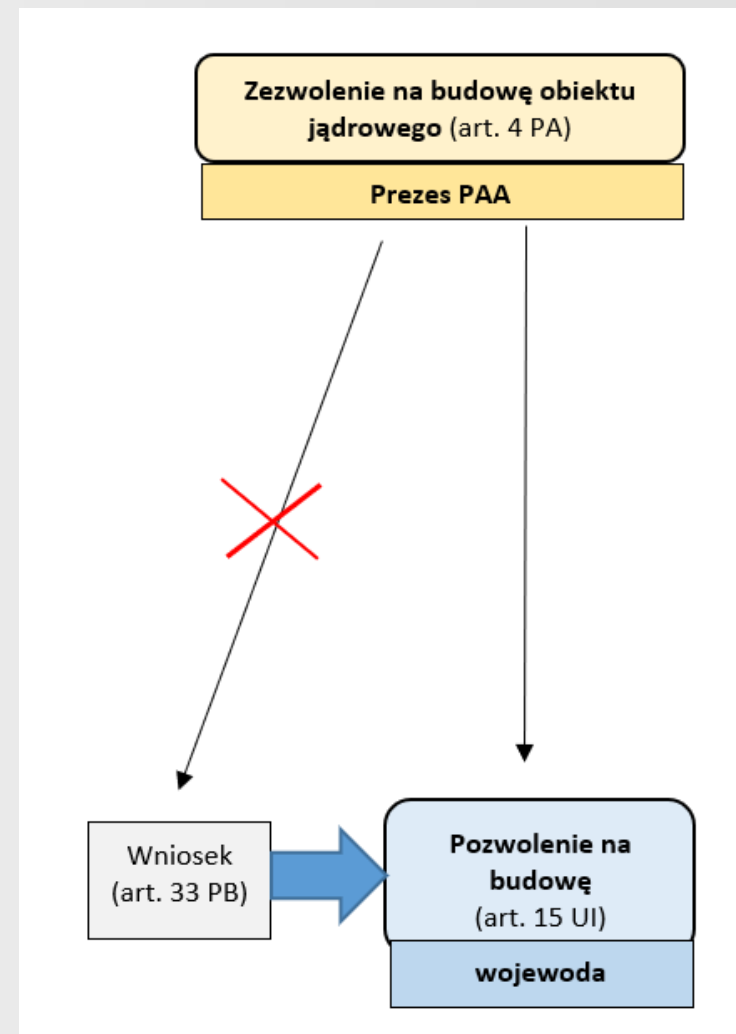 Zezwolenie na budowę obiektu
jądrowego (art. 4 PA)
Prezes PAA
Wniosek
(art. 33 PB)
Pozwolenie na
budowę
(art. 15 UI)
wojewoda